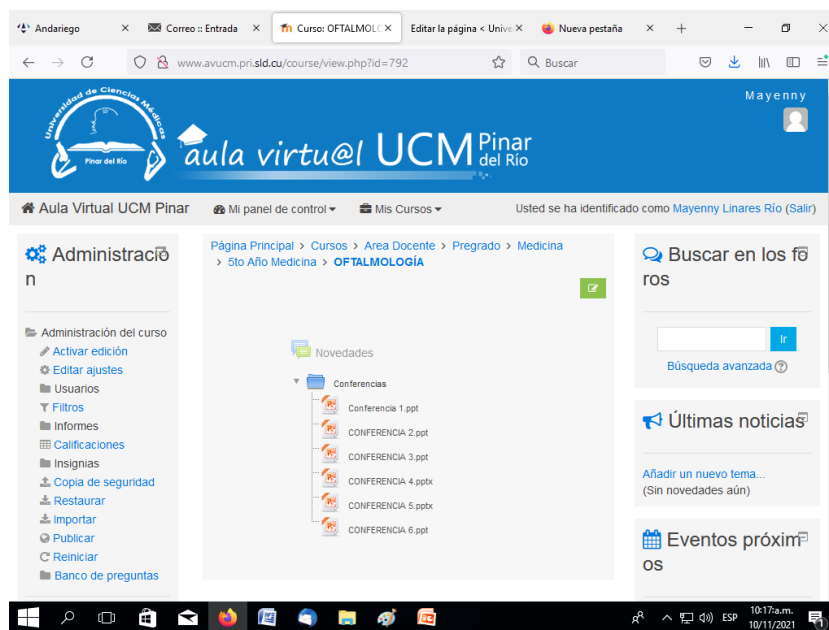 Andariego
Correo :: Entrada
Curso: OFTALMOLO
Editar la página < Unive
Nueva pestaña
www.avucm.pri.sld.cu/course/view.php?id=792
Buscar
Mayenny
Universidad de Ciencias Médicas
Pinar del Río
aula virtu@l UCM Pinar del Río
Aula Virtual UCM Pinar
Mi panel de control
Mis Cursos
Usted se ha identificado como Mayenny Linares Río (Salir)
Administració
n
Administración del curso
Activar edición
Editar ajustes
Usuarios
Filtros
Informes
Calificaciones
Insignias
Copia de seguridad
Restaurar
Importar
Publicar
Reiniciar
Banco de preguntas
Página Principal > Cursos > Area Docente > Pregrado > Medicina
> 5to Año Medicina > OFTALMOLOGÍA
Novedades
Conferencias
Conferencia 1.ppt
CONFERENCIA 2.ppt
CONFERENCIA 3.ppt
CONFERENCIA 4.pptx
CONFERENCIA 5.pptx
CONFERENCIA 6.ppt
Buscar en los fo
ros
Ir
Búsqueda avanzada
Últimas noticias
Añadir un nuevo tema...
(Sin novedades aún)
Eventos próxim
os
ESP
10:17 a.m.
10/11/2021